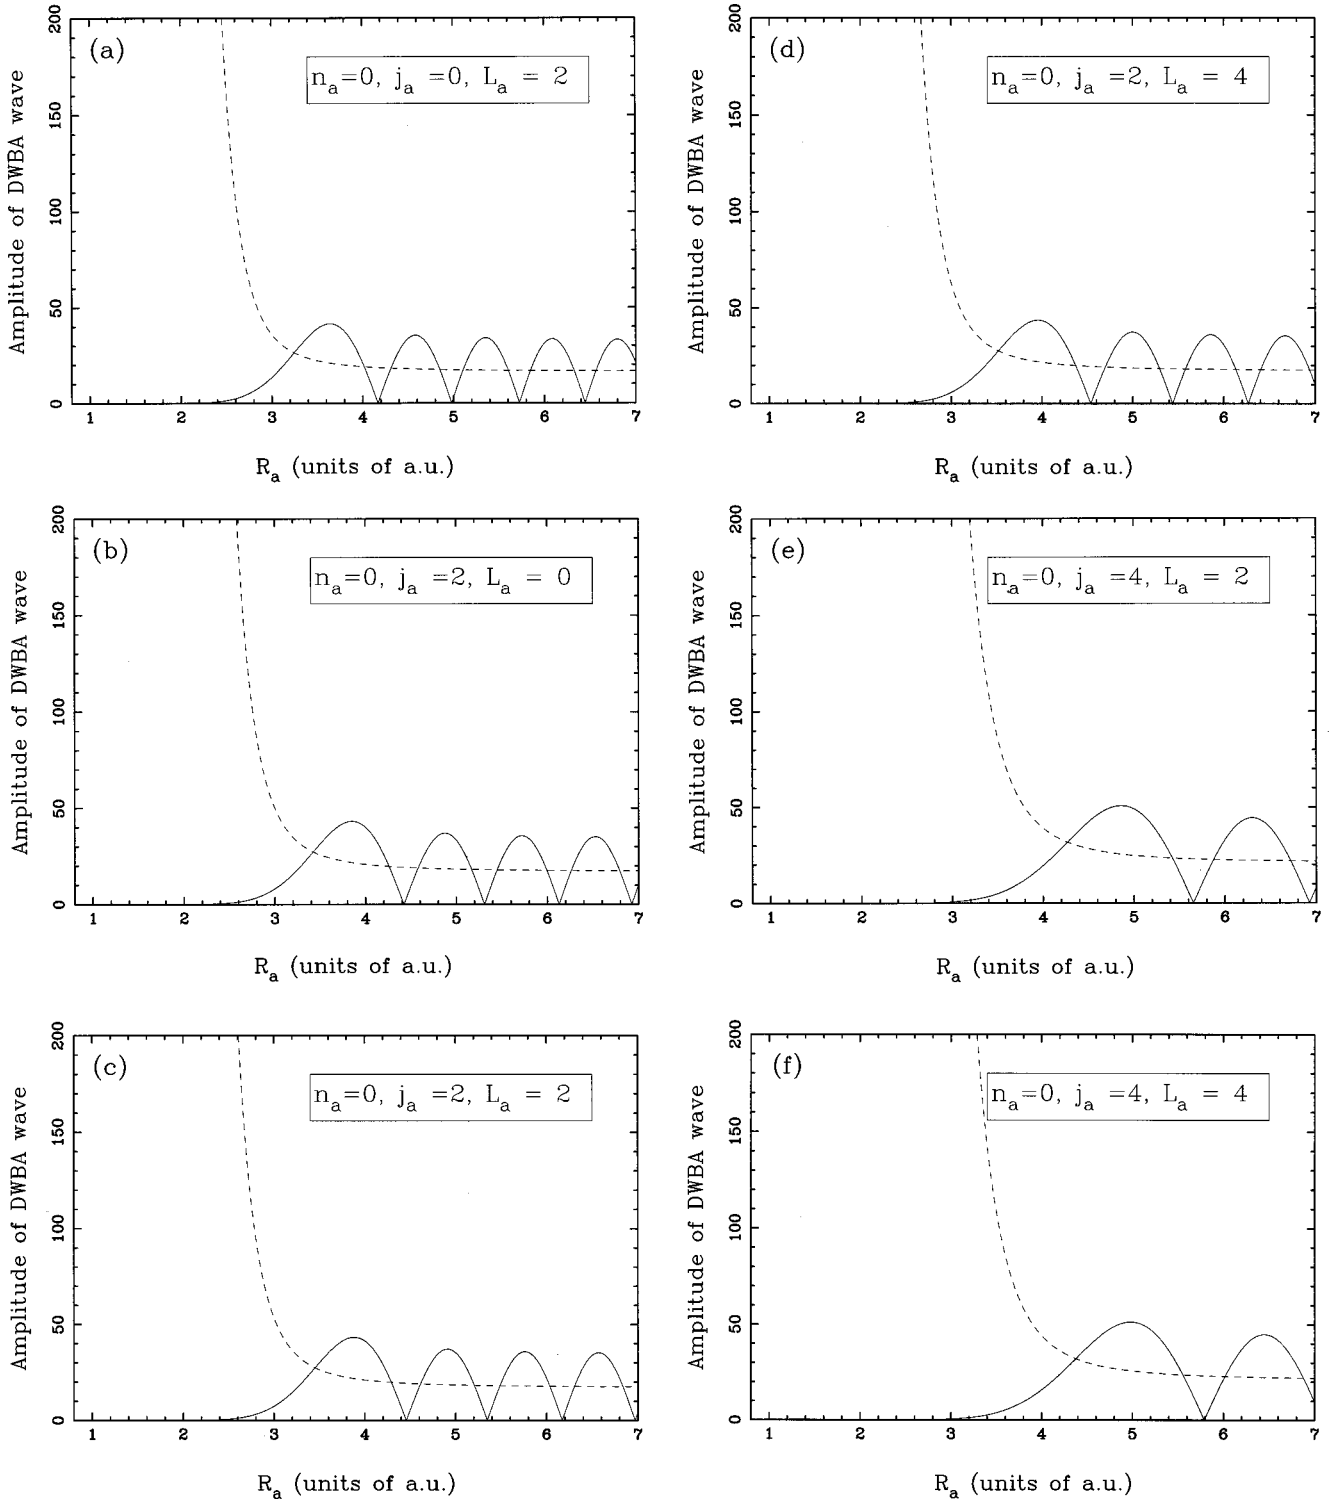 (a)
n_a=0, j_a =0, L_a = 2
Amplitude of DWBA wave
0 50 100 150 200
1 2 3 4 5 6 7
R_a (units of a.u.)
(d)
n_a=0, j_a =2, L_a = 4
Amplitude of DWBA wave
0 50 100 150 200
1 2 3 4 5 6 7
R_a (units of a.u.)
(b)
n_a=0, j_a =2, L_a = 0
Amplitude of DWBA wave
0 50 100 150 200
1 2 3 4 5 6 7
R_a (units of a.u.)
(e)
n_a=0, j_a =4, L_a = 2
Amplitude of DWBA wave
0 50 100 150 200
1 2 3 4 5 6 7
R_a (units of a.u.)
(c)
n_a=0, j_a =2, L_a = 2
Amplitude of DWBA wave
0 50 100 150 200
1 2 3 4 5 6 7
R_a (units of a.u.)
(f)
n_a=0, j_a =4, L_a = 4
Amplitude of DWBA wave
0 50 100 150 200
1 2 3 4 5 6 7
R_a (units of a.u.)